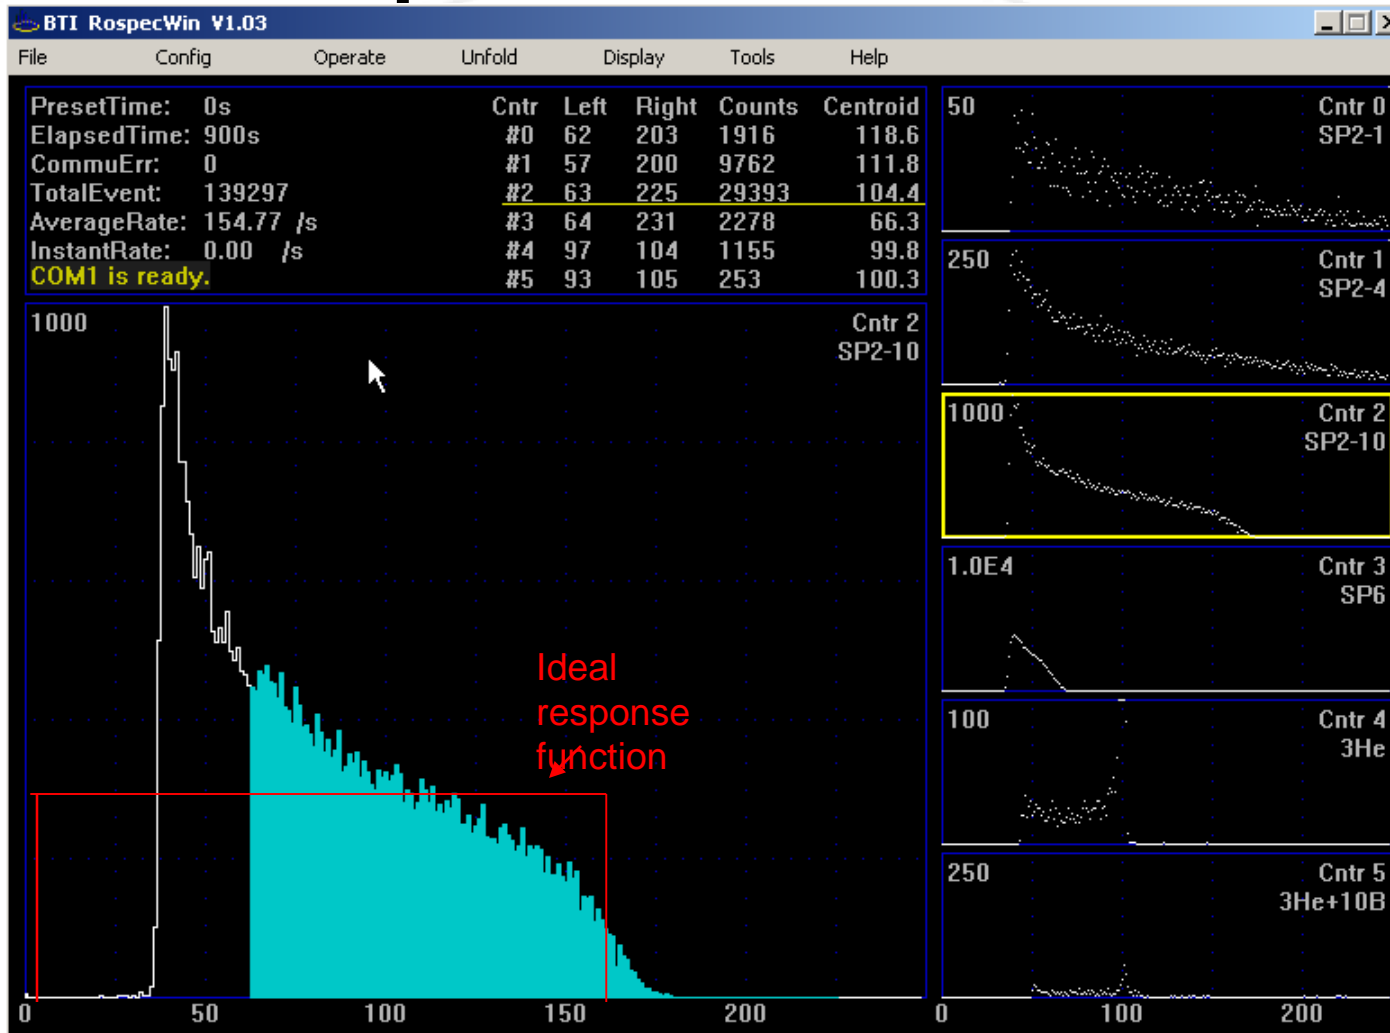 BTI RospecWin V1.03
File Config Operate Unfold Display Tools Help
PresetTime: 0s
ElapsedTime: 900s
CommuErr: 0
TotalEvent: 139297
AverageRate: 154.77 /s
InstantRate: 0.00 /s
COM1 is ready.
Cntr Left Right Counts Centroid
#0 62 203 1916 118.6
#1 57 200 9762 111.8
#2 63 225 29393 104.4
#3 64 231 2278 66.3
#4 97 104 1155 99.8
#5 93 105 253 100.3
1000 Cntr 2
SP2-10
Ideal
response
function
0 50 100 150 200
50 Cntr 0
SP2-1
250 Cntr 1
SP2-4
1000 Cntr 2
SP2-10
1.0E4 Cntr 3
SP6
100 Cntr 4
3He
250 Cntr 5
3He+10B
0 100 200